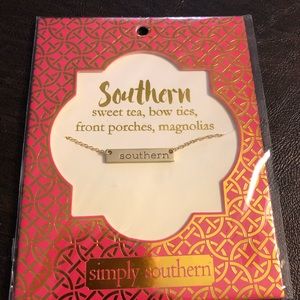 Southern
sweet tea, bow ties,
front porches, magnolias
southern
simply southern